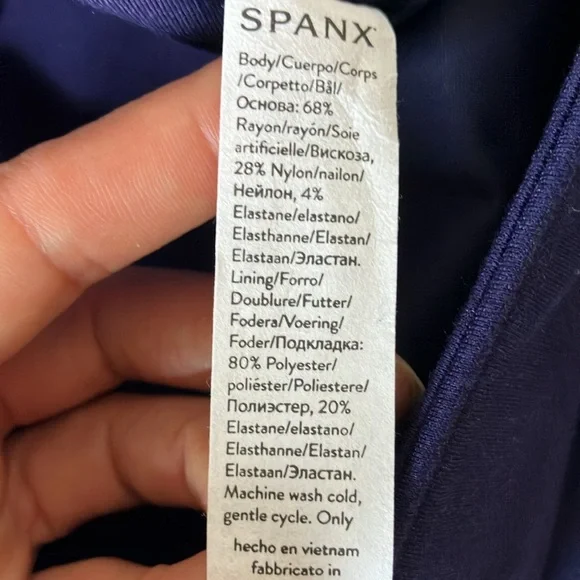 SPANX
Body/Cuerpo/Corps
/Corpetto/Bål/
Основа: 68%
Rayon/rayón/Soie
artificielle/Вискоза,
28% Nylon/nailon/
Нейлон, 4%
Elastane/elastano/
Elasthanne/Elastan/
Elastaan/Эластан.
Lining/Forro/
Doublure/Futter/
Fodera/Voering/
Foder/Подкладка:
80% Polyester/
poliéster/Poliestere/
Полиэстер, 20%
Elastane/elastano/
Elasthanne/Elastan/
Elastaan/Эластан.
Machine wash cold,
gentle cycle. Only
hecho en vietnam
fabbricato in